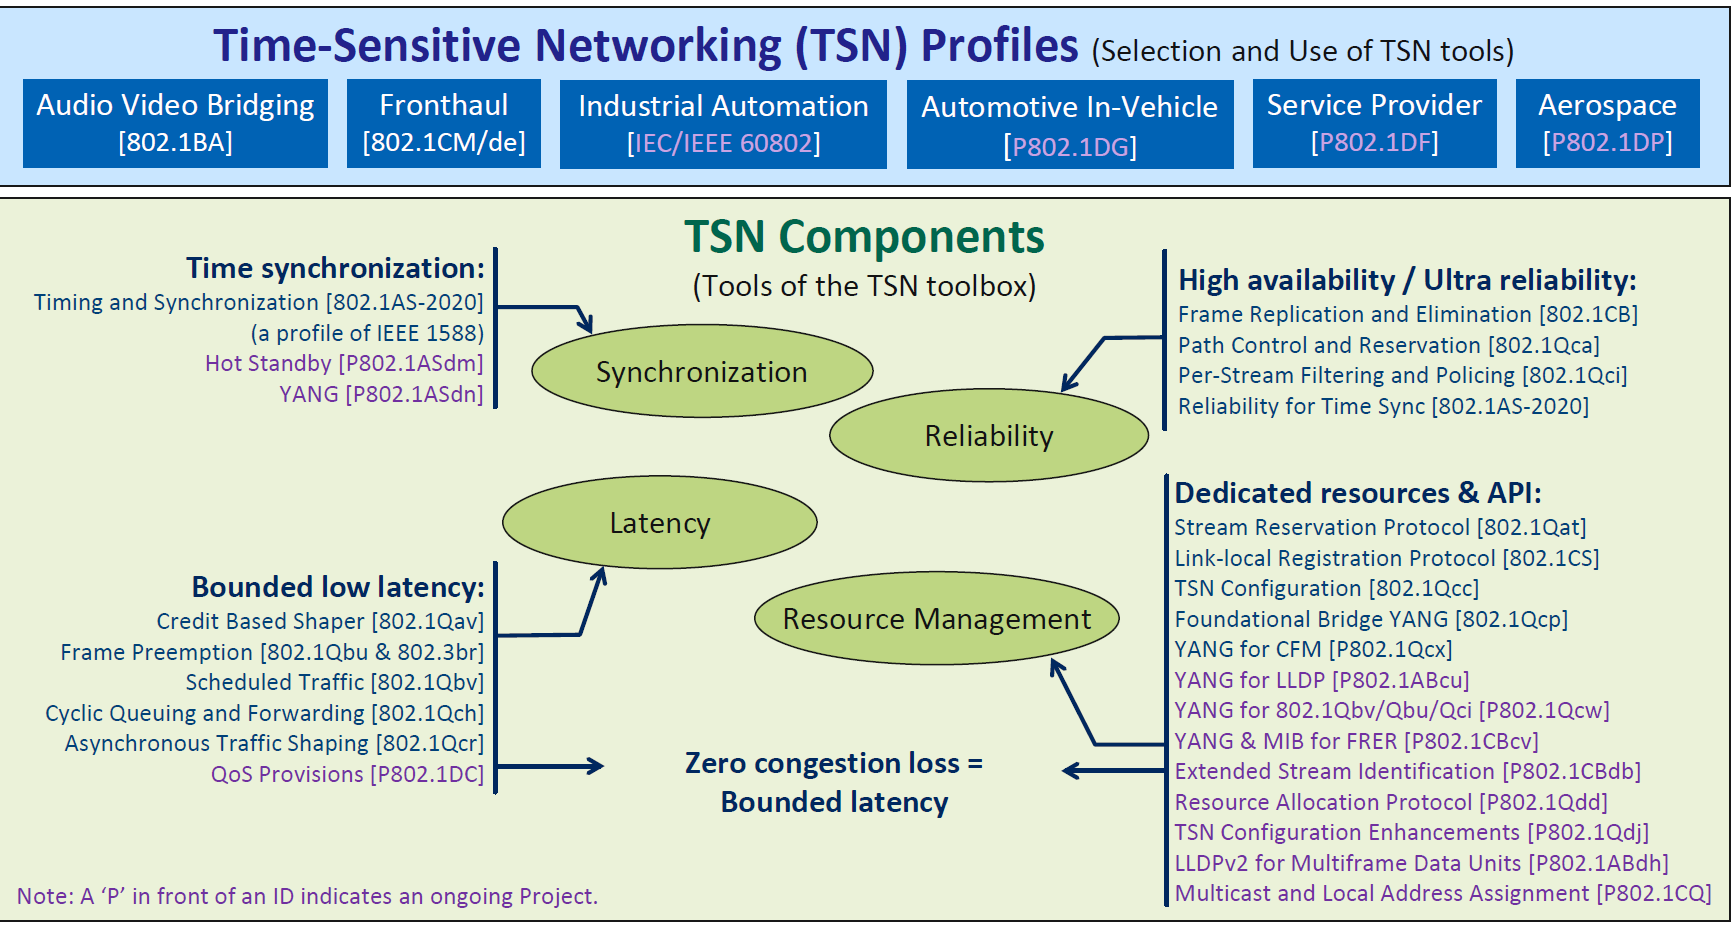 Time-Sensitive Networking (TSN) Profiles (Selection and Use of TSN tools)
Audio Video Bridging
[802.1BA]
Fronthaul
[802.1CM/de]
Industrial Automation
[IEC/IEEE 60802]
Automotive In-Vehicle
[P802.1DG]
Service Provider
[P802.1DF]
Aerospace
[P802.1DP]
TSN Components
(Tools of the TSN toolbox)
Time synchronization:
Timing and Synchronization [802.1AS-2020]
(a profile of IEEE 1588)
Hot Standby [P802.1ASdm]
YANG [P802.1ASdn]
Synchronization
High availability / Ultra reliability:
Frame Replication and Elimination [802.1CB]
Path Control and Reservation [802.1Qca]
Per-Stream Filtering and Policing [802.1Qci]
Reliability for Time Sync [802.1AS-2020]
Reliability
Latency
Bounded low latency:
Credit Based Shaper [802.1Qav]
Frame Preemption [802.1Qbu & 802.3br]
Scheduled Traffic [802.1Qbv]
Cyclic Queuing and Forwarding [802.1Qch]
Asynchronous Traffic Shaping [802.1Qcr]
QoS Provisions [P802.1DC]
Resource Management
Dedicated resources & API:
Stream Reservation Protocol [802.1Qat]
Link-local Registration Protocol [802.1CS]
TSN Configuration [802.1Qcc]
Foundational Bridge YANG [802.1Qcp]
YANG for CFM [P802.1Qcx]
YANG for LLDP [P802.1ABcu]
YANG for 802.1Qbv/Qbu/Qci [P802.1Qcw]
YANG & MIB for FRER [P802.1CBcv]
Extended Stream Identification [P802.1CBdb]
Resource Allocation Protocol [P802.1Qdd]
TSN Configuration Enhancements [P802.1Qdj]
LLDPv2 for Multiframe Data Units [P802.1ABdh]
Multicast and Local Address Assignment [P802.1CQ]
Zero congestion loss =
Bounded latency
Note: A ‘P’ in front of an ID indicates an ongoing Project.